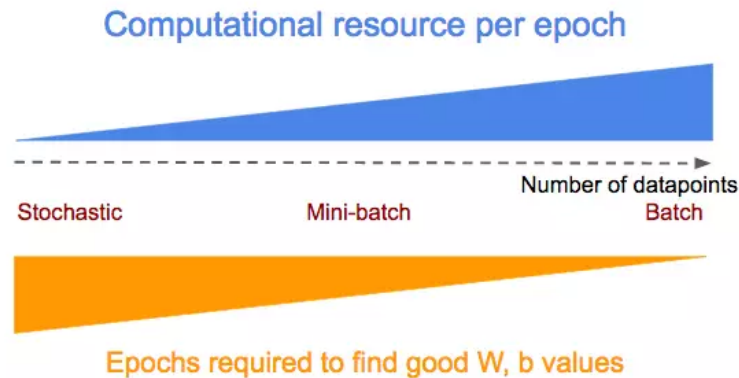 Computational resource per epoch
Number of datapoints
Stochastic Mini-batch Batch
Epochs required to find good W, b values